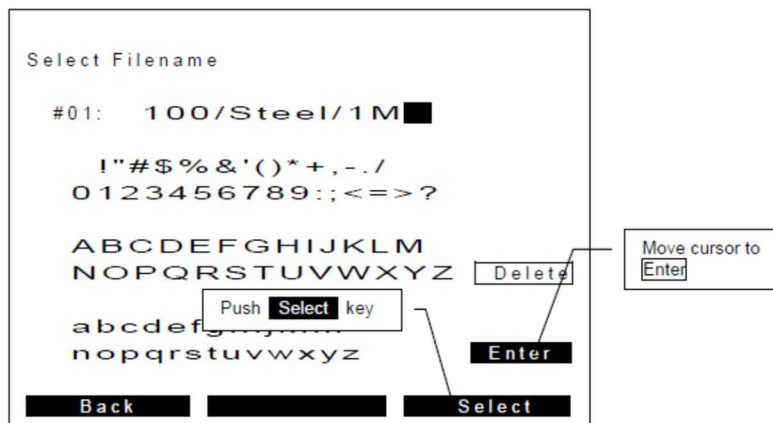 Select Filename
#01: 100/Steel/1M
!"#$%&'()*+,-./
0123456789:;<=>?
ABCDEFGHIJKLM
NOPQRSTUVWXYZ Delete
Move cursor to
Enter
Push Select key
nopqrstuvwxyz Enter
Back Select